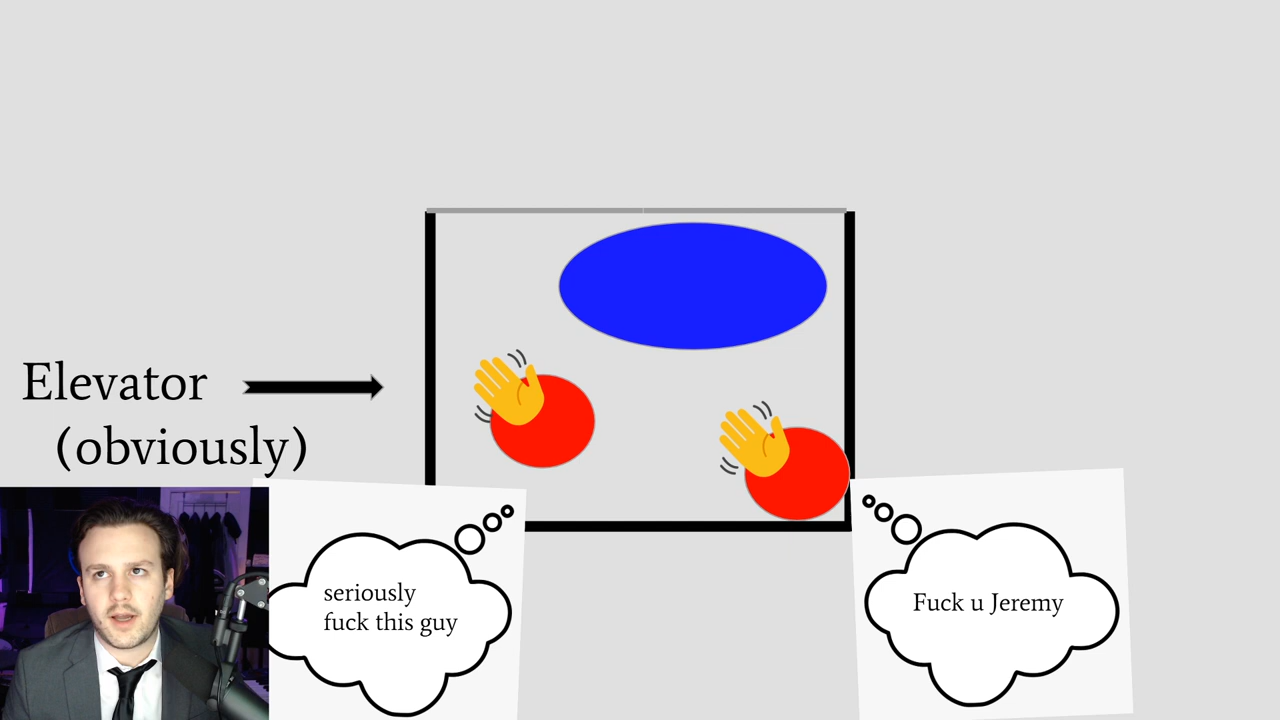 Elevator
(obviously)
seriously
fuck this guy
Fuck u Jeremy